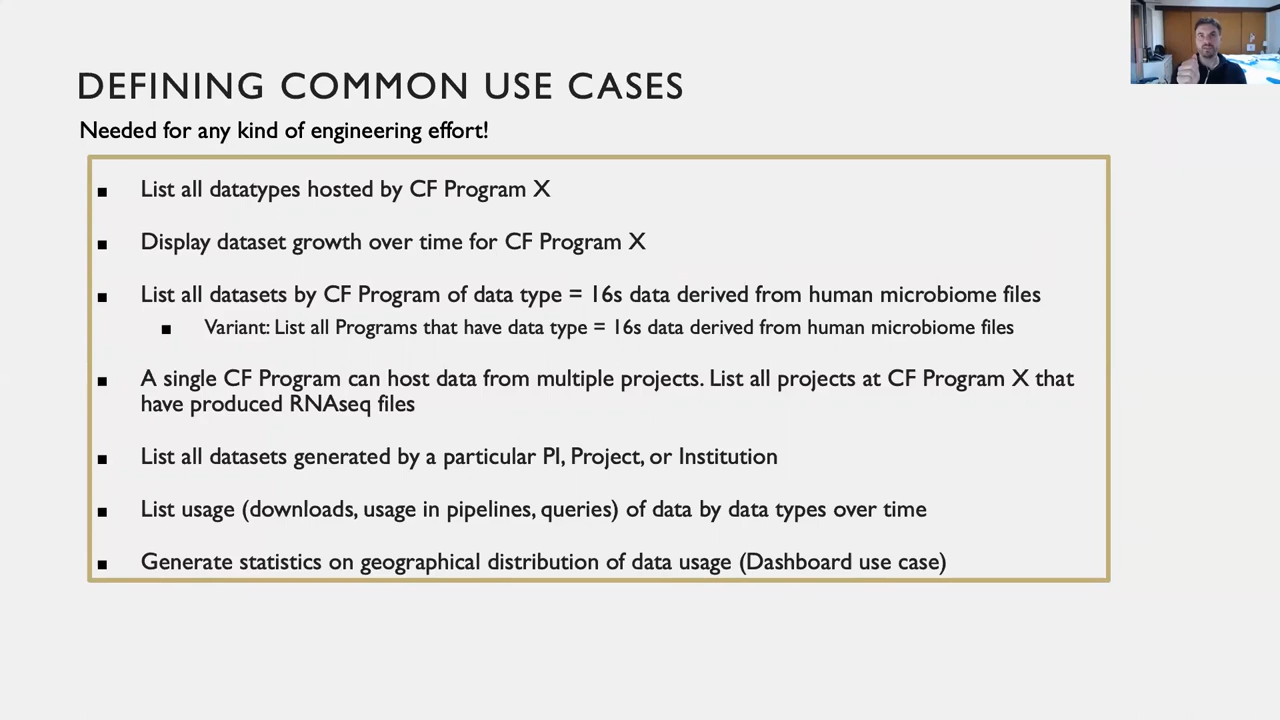 DEFINING COMMON USE CASES
Needed for any kind of engineering effort!
▪ List all datatypes hosted by CF Program X
▪ Display dataset growth over time for CF Program X
▪ List all datasets by CF Program of data type = 16s data derived from human microbiome files
▪ Variant: List all Programs that have data type = 16s data derived from human microbiome files
▪ A single CF Program can host data from multiple projects. List all projects at CF Program X that
have produced RNAseq files
▪ List all datasets generated by a particular PI, Project, or Institution
▪ List usage (downloads, usage in pipelines, queries) of data by data types over time
▪ Generate statistics on geographical distribution of data usage (Dashboard use case)